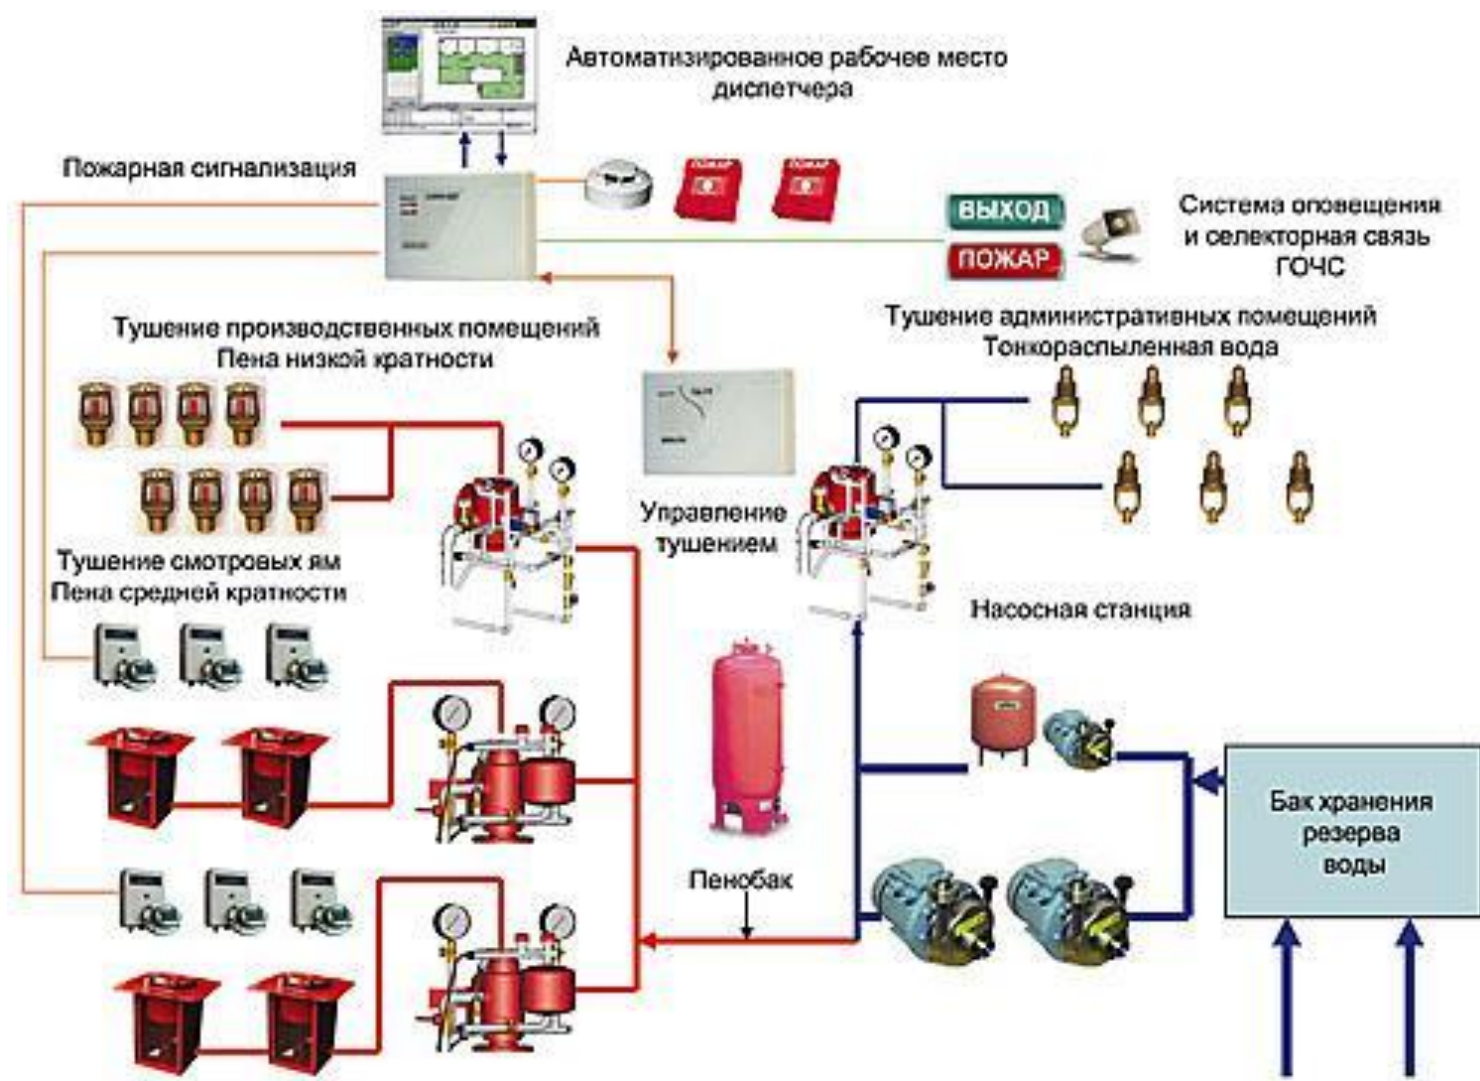 Автоматизированное рабочее место
диспетчера
Пожарная сигнализация
ПОЖАР
ПОЖАР
ВЫХОД
ПОЖАР
Система оповещения
и селекторная связь
ГОЧС
Тушение производственных помещений
Пена низкой кратности
Тушение административных помещений
Тонкораспыленная вода
Управление
тушением
Тушение смотровых ям
Пена средней кратности
Насосная станция
Бак хранения
резерва
воды
Пенобак